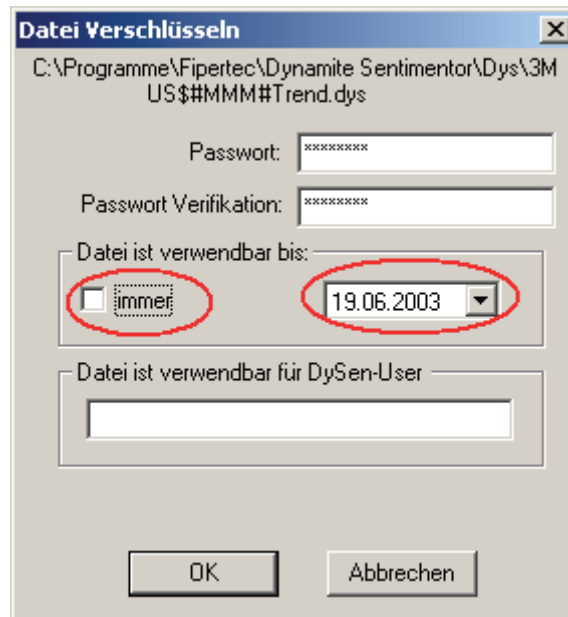 Datei Verschlüsseln
C:\Programme\Fipertec\Dynamite Sentimentor\Dys\3M
US$#MMM#Trend.dys
Passwort: ********
Passwort Verifikation: ********
Datei ist verwendbar bis:
immer 19.06.2003
Datei ist verwendbar für DySen-User
OK Abbrechen